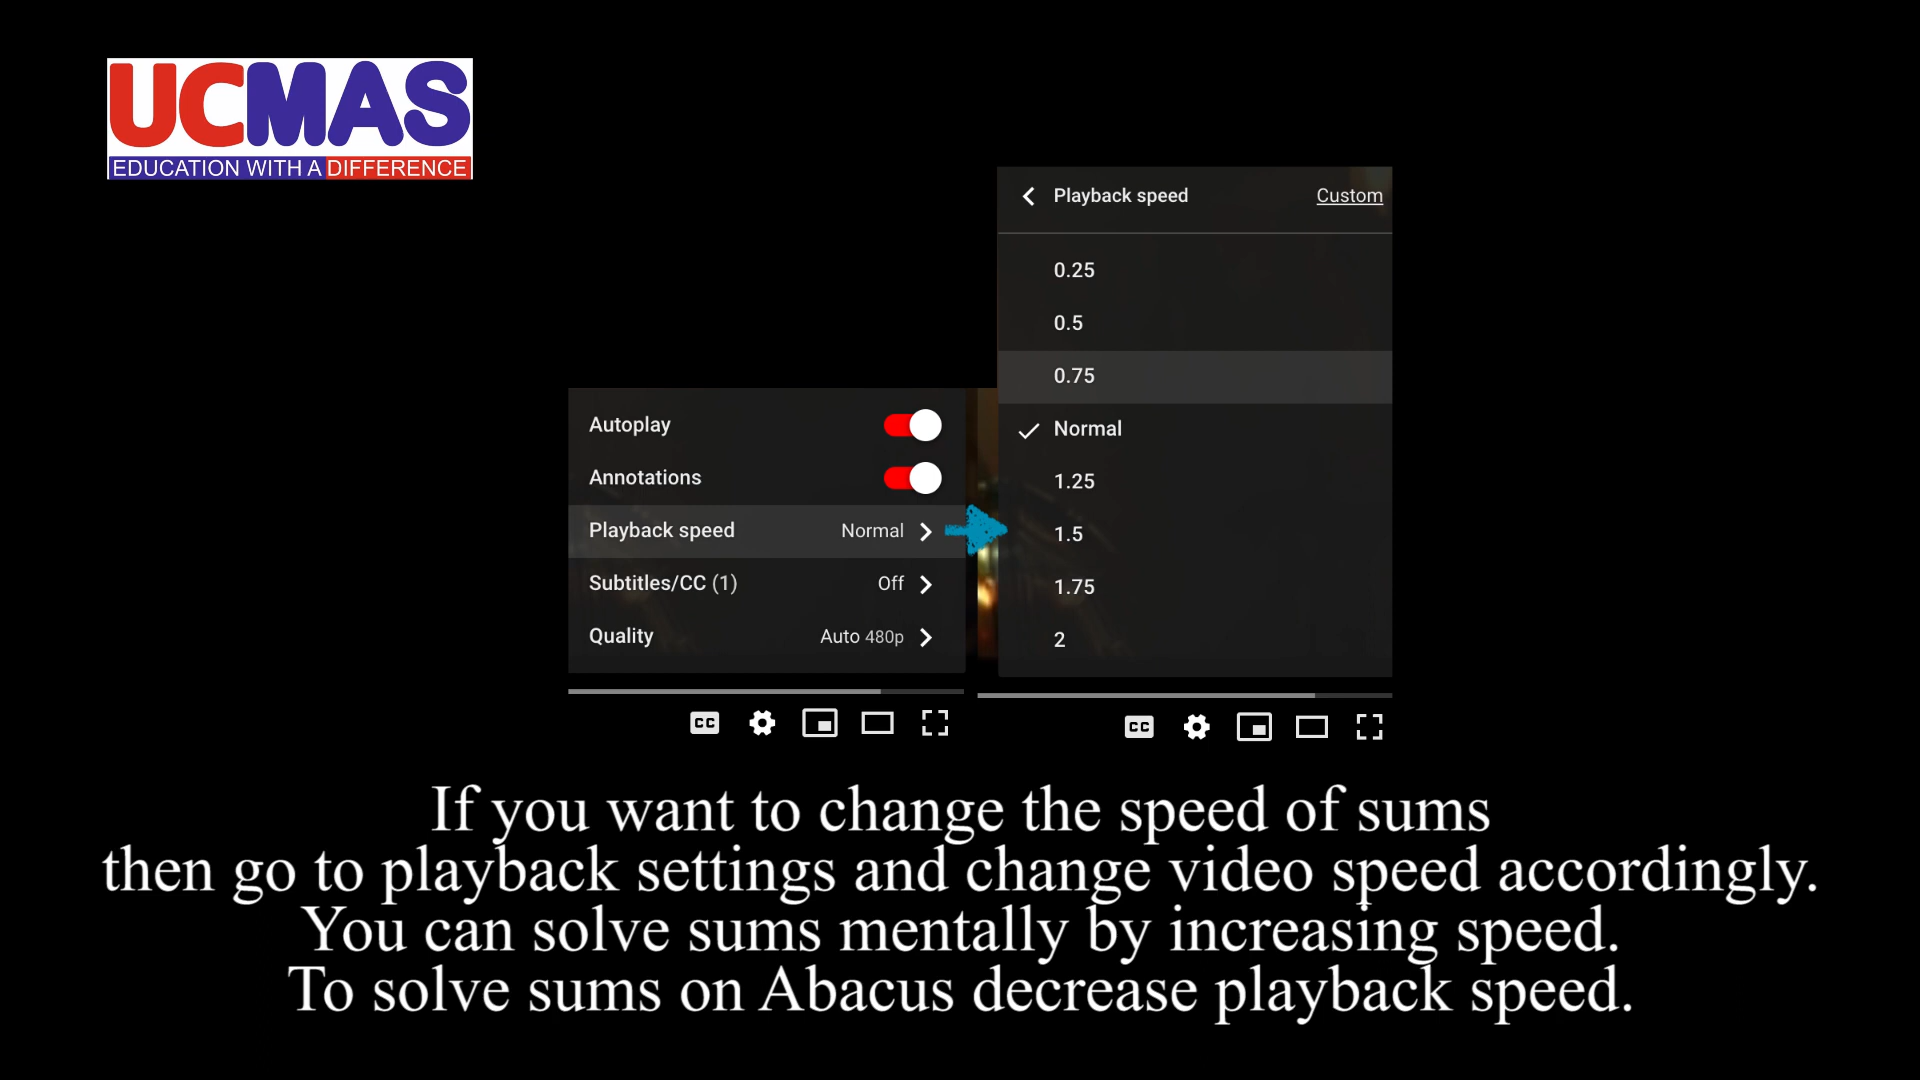 UCMAS
EDUCATION WITH A DIFFERENCE
Playback speed Custom
0.25
0.5
0.75
Normal
1.25
1.5
1.75
2
Autoplay
Annotations
Playback speed Normal
Subtitles/CC (1) Off
Quality Auto 480p
CC
CC
If you want to change the speed of sums
then go to playback settings and change video speed accordingly.
You can solve sums mentally by increasing speed.
To solve sums on Abacus decrease playback speed.